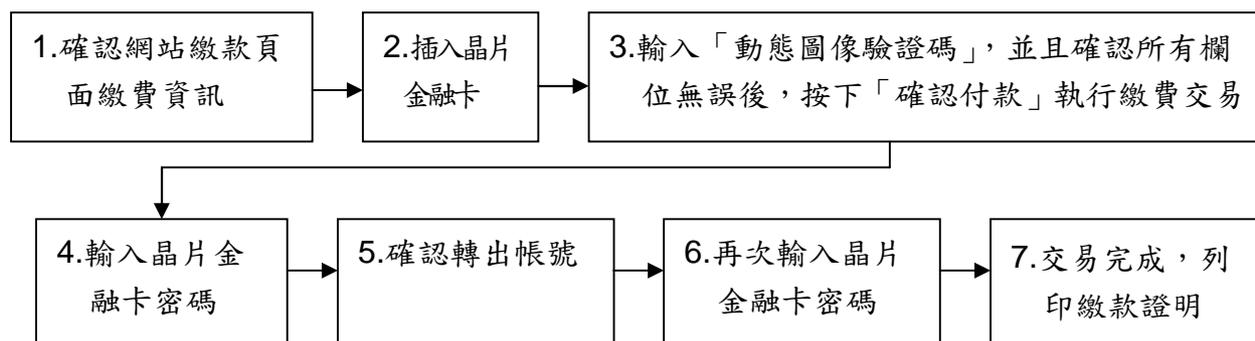 1.確認網站繳款頁
面繳費資訊
2.插入晶片
金融卡
3.輸入「動態圖像驗證碼」，並且確認所有欄
位無誤後，按下「確認付款」執行繳費交易
4.輸入晶片金
融卡密碼
5.確認轉出帳號
6.再次輸入晶片
金融卡密碼
7.交易完成，列
印繳款證明